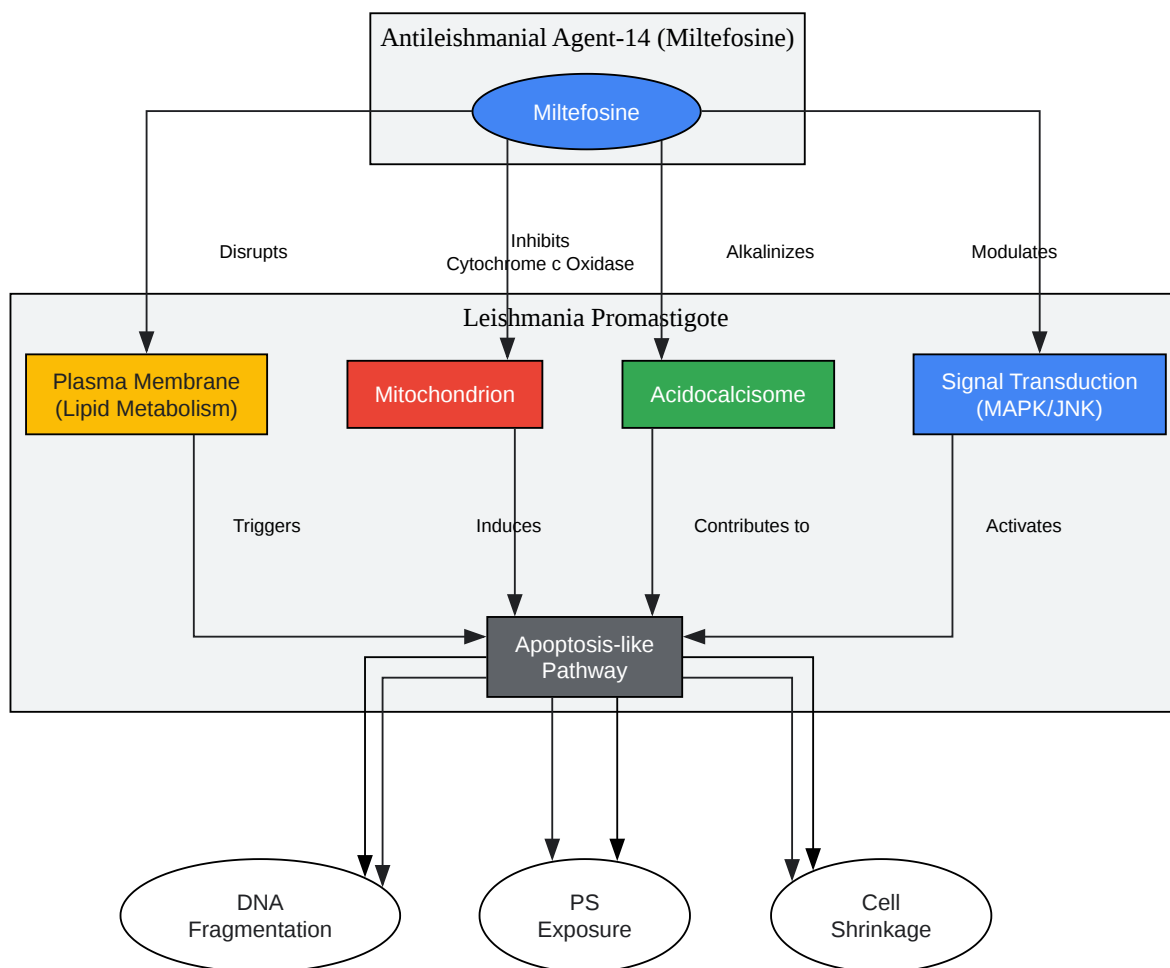 Antileishmanial Agent-14 (Miltefosine)
Miltefosine
Disrupts
Inhibits
Cytochrome c Oxidase
Alkalinizes
Modulates
Leishmania Promastigote
Plasma Membrane
(Lipid Metabolism)
Mitochondrion
Acidocalcisome
Signal Transduction
(MAPK/JNK)
Triggers
Induces
Contributes to
Activates
Apoptosis-like
Pathway
DNA
Fragmentation
PS
Exposure
Cell
Shrinkage